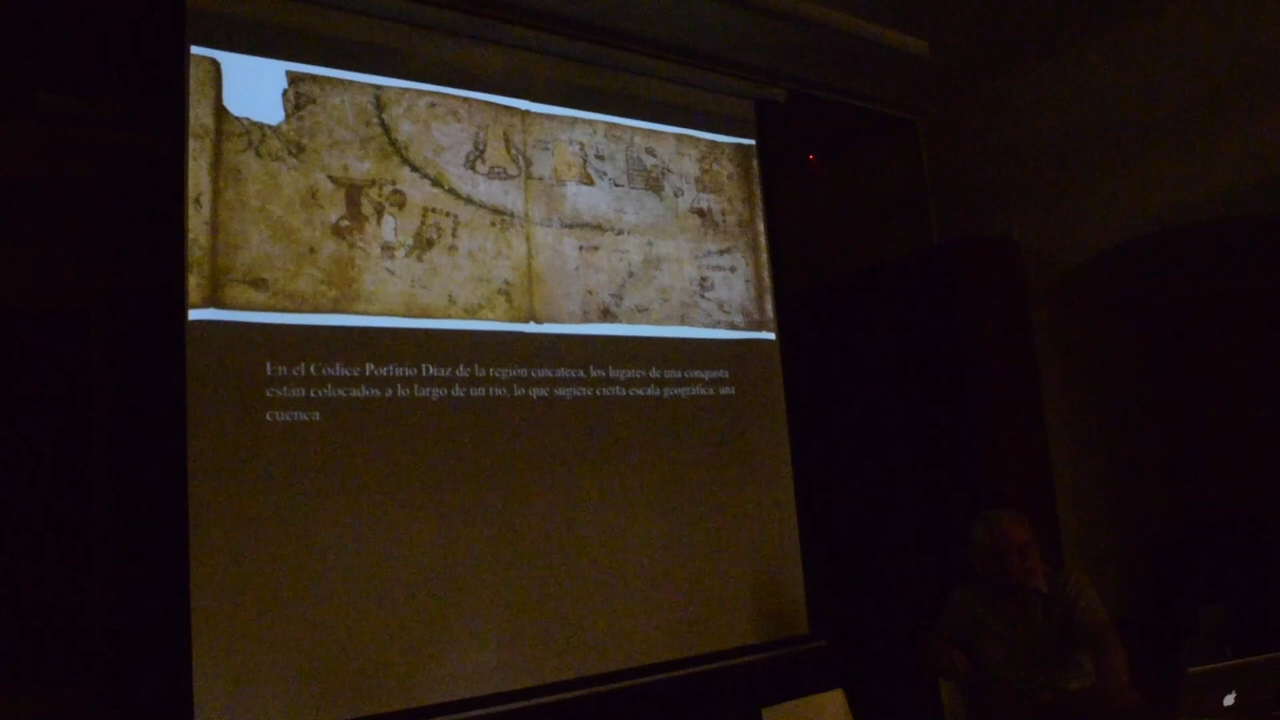 En el Códice Porfirio Díaz de la región cuicateca, los lugares de una conquista
están colocados a lo largo de un río, lo que sugiere cierta escala geográfica: una
cuenca